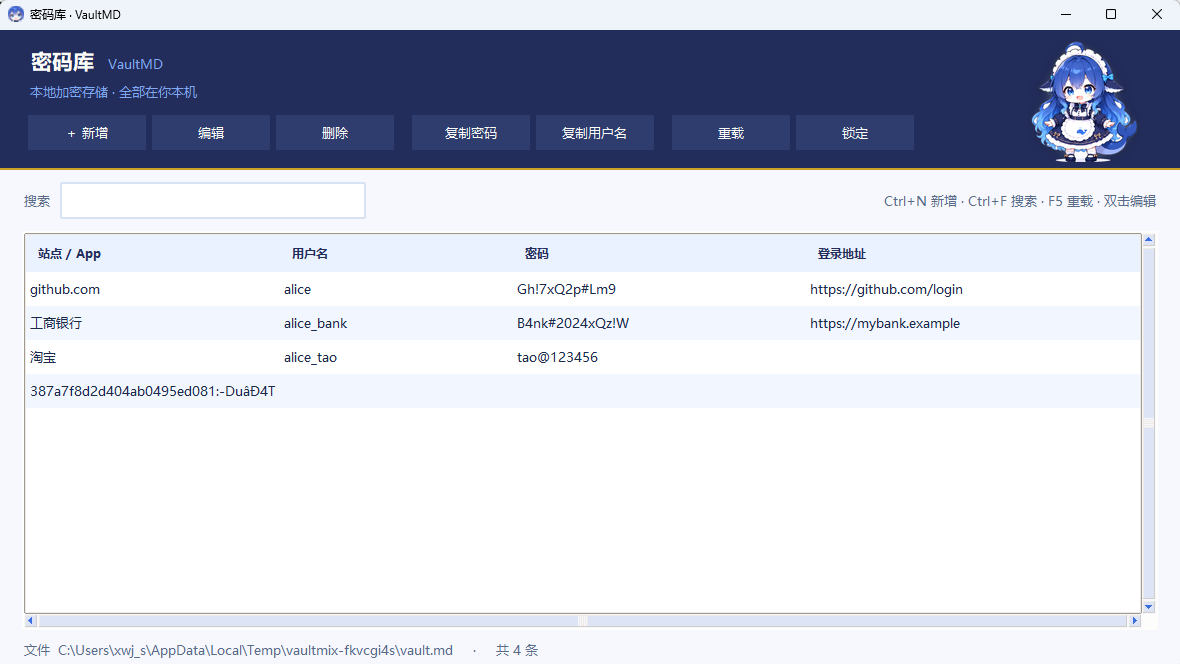 密码库 · VaultMD
密码库 VaultMD
本地加密存储 · 全部在你本机
+ 新增 编辑 删除 复制密码 复制用户名 重载 锁定
搜索 Ctrl+N 新增 · Ctrl+F 搜索 · F5 重载 · 双击编辑
站点 / App 用户名 密码 登录地址
github.com alice Gh!7xQ2p#Lm9 https://github.com/login
工商银行 alice_bank B4nk#2024xQz!W https://mybank.example
淘宝 alice_tao tao@123456
387a7f8d2d404ab0495ed081:-DuâÐ4T
文件 C:\Users\xwj_s\AppData\Local\Temp\vaultmix-fkvcgi4s\vault.md · 共 4 条